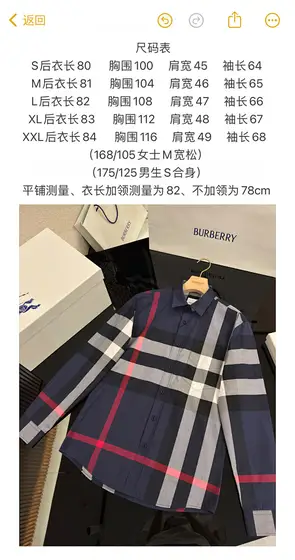 返回
尺码表
S后衣长80 胸围100 肩宽45 袖长64
M后衣长81 胸围104 肩宽46 袖长65
L后衣长82 胸围108 肩宽47 袖长66
XL后衣长83 胸围112 肩宽48 袖长67
XXL后衣长84 胸围116 肩宽49 袖长68
（168/105女士M宽松）
（175/125男生S合身）
平铺测量、衣长加领测量为82、不加领为78cm
BURBERRY